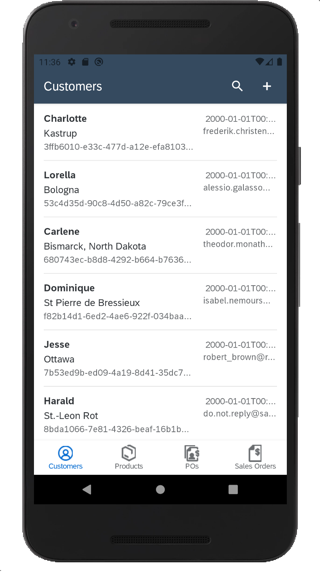 11:36
Customers
Charlotte 2000-01-01T00:...
Kastrup frederik.christen...
3ffb6010-e33c-477d-a12e-efa8103...
Lorella 2000-01-01T00:...
Bologna alessio.galasso...
53c4d35d-90c8-4d50-a82c-79ce3f...
Carlene 2000-01-01T00:...
Bismarck, North Dakota theodor.monath...
680743ec-b8d8-4292-b664-b7636...
Dominique 2000-01-01T00:...
St Pierre de Bressieux isabel.nemours...
f82b14d1-6ed2-4ae6-922f-034baa...
Jesse 2000-01-01T00:...
Ottawa robert_brown@r...
7b53ed9b-ed09-4a19-8d41-35dc7...
Harald 2000-01-01T00:...
St.-Leon Rot do.not.reply@sa...
8bda1066-7e81-4326-beaf-16b1b...
Customers Products POs Sales Orders